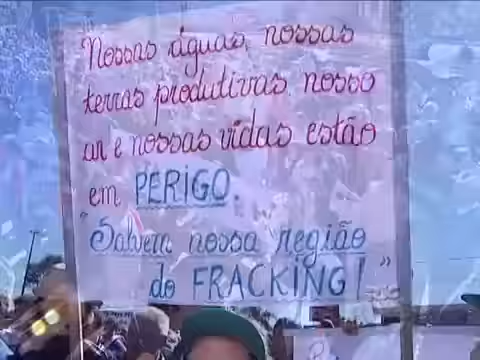 Nossas águas, nossas
terras produtivas, nosso
ar e nossas vidas estão
em PERIGO.
"Salvem nossa região
do FRACKING!"